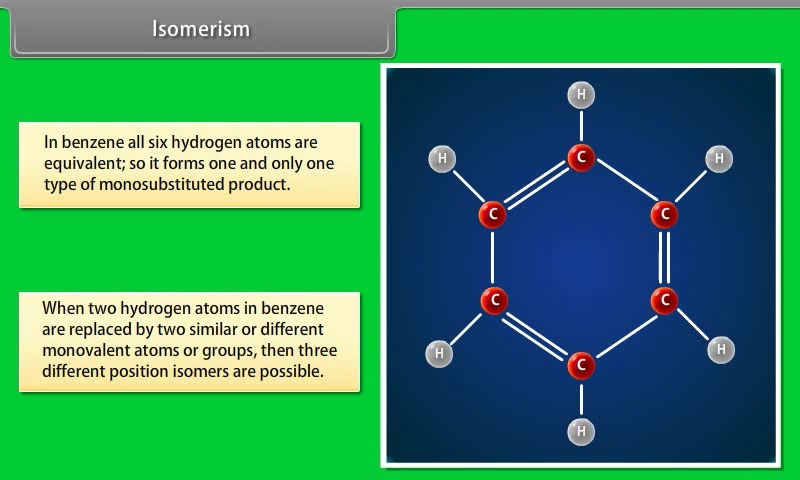 Isomerism
In benzene all six hydrogen atoms are
equivalent; so it forms one and only one
type of monosubstituted product.
When two hydrogen atoms in benzene
are replaced by two similar or different
monovalent atoms or groups, then three
different position isomers are possible.
H
H
H
C
C
C
C
C
H
H
C
H